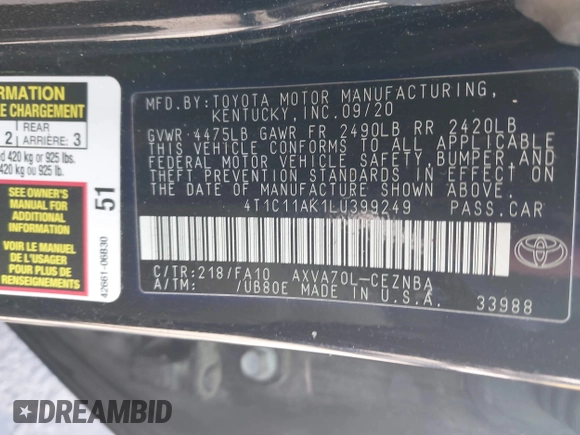 RMATION
E CHARGEMENT
2 REAR ARRIÈRE: 3
d 420 kg or 925 lbs.
420 kg ou 925 lb.
SEE OWNER'S
MANUAL FOR
ADDITIONAL
INFORMATION
VOIR LE MANUEL
DE L'USAGER
POUR PLUS DE
RENSEIGNEMENTS
51
42661-06B30
MFD.BY: TOYOTA MOTOR MANUFACTURING,
KENTUCKY, INC. 09/20
GVWR 4475LB GAWR FR 2490LB RR 2420LB
THIS VEHICLE CONFORMS TO ALL APPLICABLE
FEDERAL MOTOR VEHICLE SAFETY, BUMPER, AND
THEFT PREVENTION STANDARDS IN EFFECT ON
THE DATE OF MANUFACTURE SHOWN ABOVE.
4T1C11AK1LU399249 PASS.CAR
C/TR: 218/FA10 AXVA70L-CEZNBA
A/TM: /UB80E MADE IN U.S.A. 33988
DREAMBID